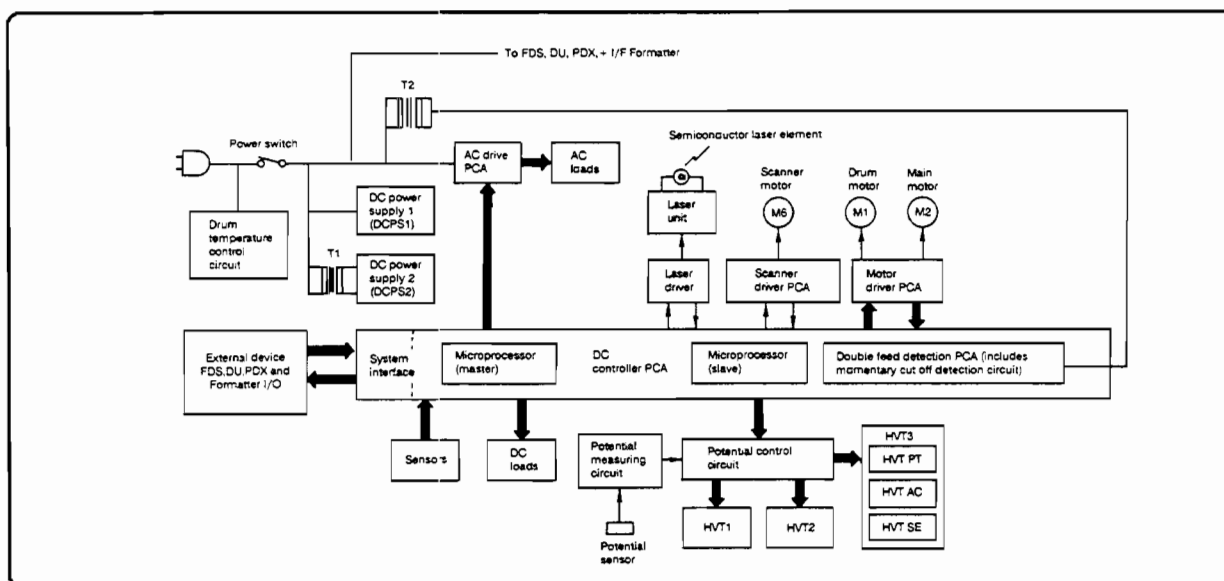 To FDS, DU, PDX, + I/F Formatter
T2
Semiconductor laser element
Power switch
AC drive
PCA
AC
loads
Scanner
motor
Drum
motor
Main
motor
M6
M1
M2
Laser
unit
DC power
supply 1
(DCPS1)
Drum
temperature
control
circuit
T1
DC power
supply 2
(DCPS2)
Laser
driver
Scanner
driver PCA
Motor
driver PCA
External device
FDS,DU,PDX and
Formatter I/O
System
interface
Microprocessor
(master)
DC
controller PCA
Microprocessor
(slave)
Double feed detection PCA (includes
momentary cut off detection circuit)
Sensors
DC
loads
Potential
measuring
circuit
Potential control
circuit
HVT3
HVT PT
HVT AC
HVT SE
HVT1
HVT2
Potential
sensor